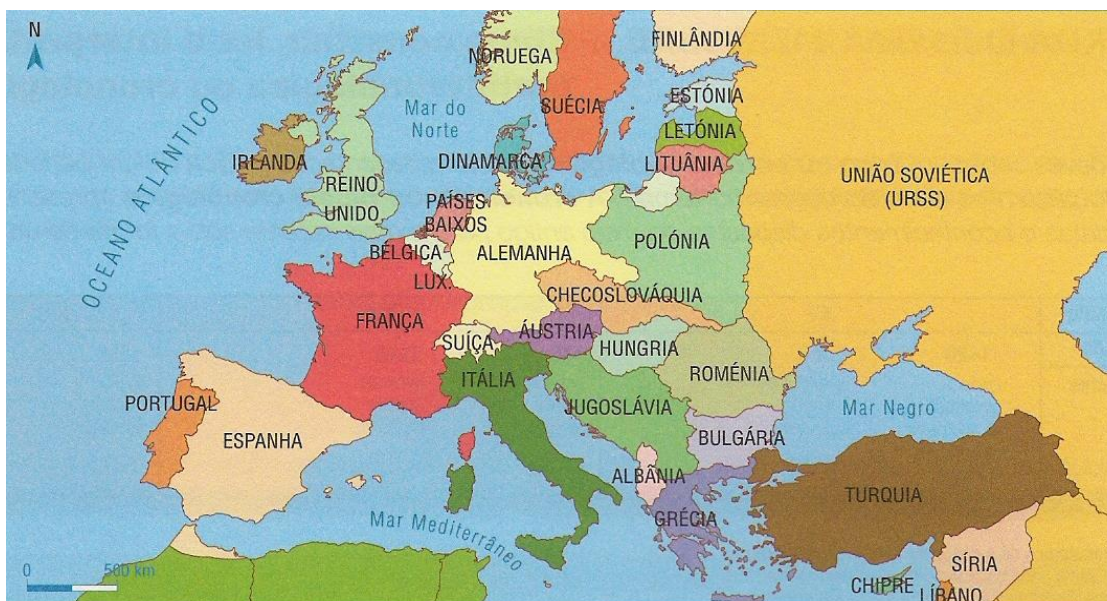 N
NORUEGA
FINLÂNDIA
SUÉCIA
ESTÓNIA
Mar do
Norte
LETÓNIA
DINAMARCA
LITUÂNIA
IRLANDA
REINO
UNIDO
PAÍSES
BAIXOS
UNIÃO SOVIÉTICA
(URSS)
OCEANO ATLÂNTICO
BÉLGICA
ALEMANHA
POLÓNIA
LUX.
CHECOSLOVÁQUIA
FRANÇA
SUÍÇA
ÁUSTRIA
HUNGRIA
ITÁLIA
ROMÉNIA
PORTUGAL
JUGOSLÁVIA
Mar Negro
ESPANHA
BULGÁRIA
ALBÂNIA
TURQUIA
GRÉCIA
Mar Mediterrâneo
SÍRIA
CHIPRE
LÍBANO
0 500 km